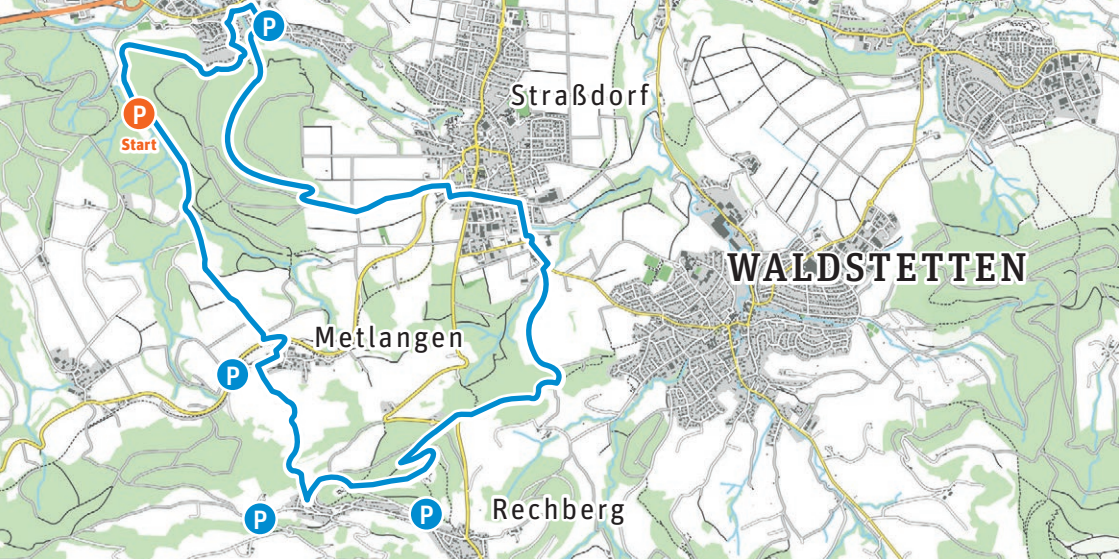 P
P
Start
Straßdorf
WALDSTETTEN
Metlangen
P
P
P
Rechberg